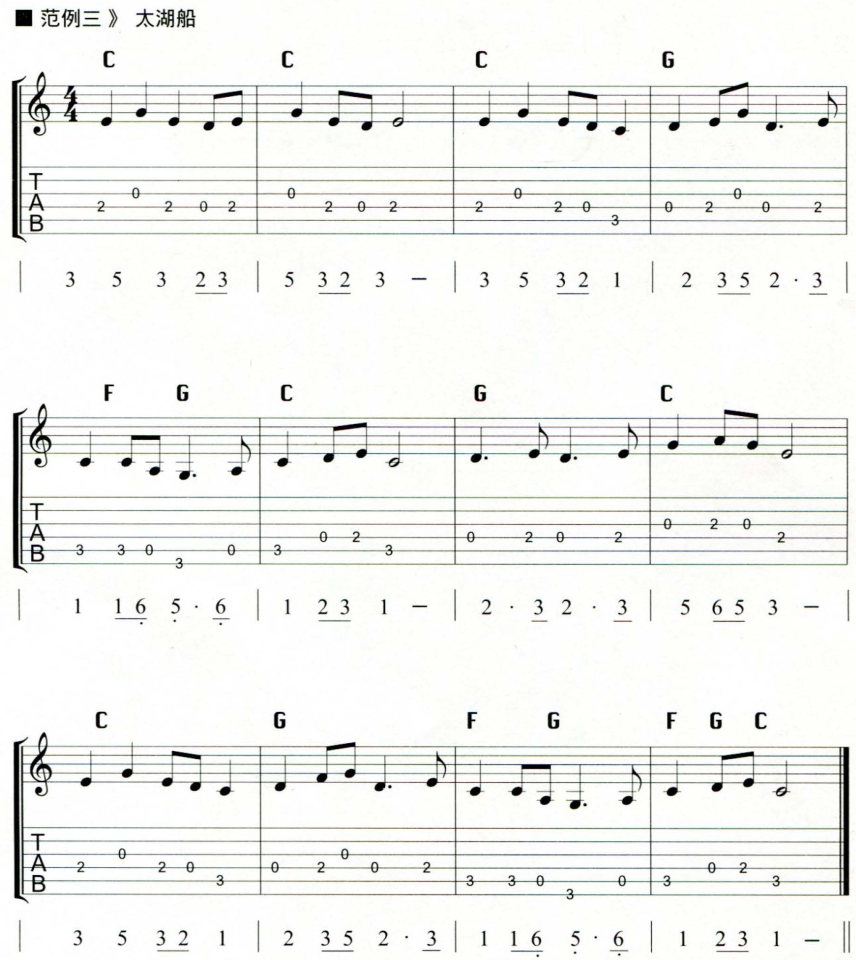 ■ 范例三 》 太湖船
C C C G
4
4
T
A
B
2 0 2 0 2 0 2 0 2 2 0 2 0 3 0 2 0 0 2
| 3 5 3 2 3 | 5 3 2 3 – | 3 5 3 2 1 | 2 3 5 2 · 3 |
F G C G C
T
A
B
3 3 0 3 0 3 0 2 3 0 2 0 2 0 2 0 2
| 1 1 6̣ 5̣ · 6̣ | 1 2 3 1 – | 2 · 3 2 · 3 | 5 6 5 3 – |
C G F G F G C
T
A
B
2 0 2 0 3 0 2 0 0 2 3 3 0 3 0 3 0 2 3
| 3 5 3 2 1 | 2 3 5 2 · 3 | 1 1 6̣ 5̣ · 6̣ | 1 2 3 1 – ‖